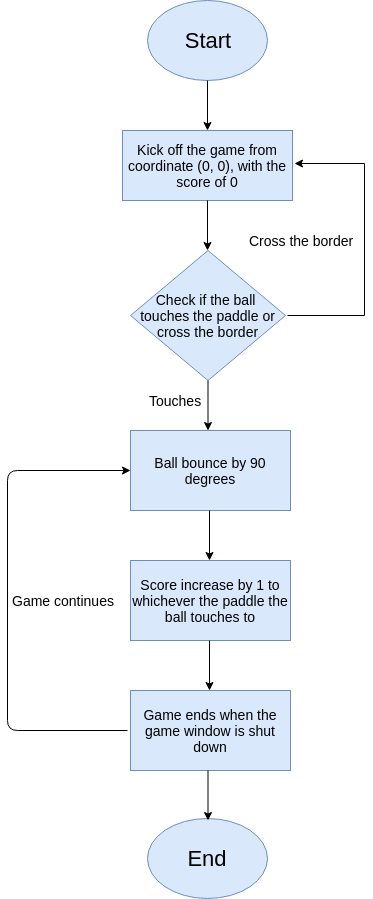 Start
Kick off the game from
coordinate (0, 0), with the
score of 0
Cross the border
Check if the ball
touches the paddle or
cross the border
Touches
Ball bounce by 90
degrees
Score increase by 1 to
whichever the paddle the
ball touches to
Game continues
Game ends when the
game window is shut
down
End